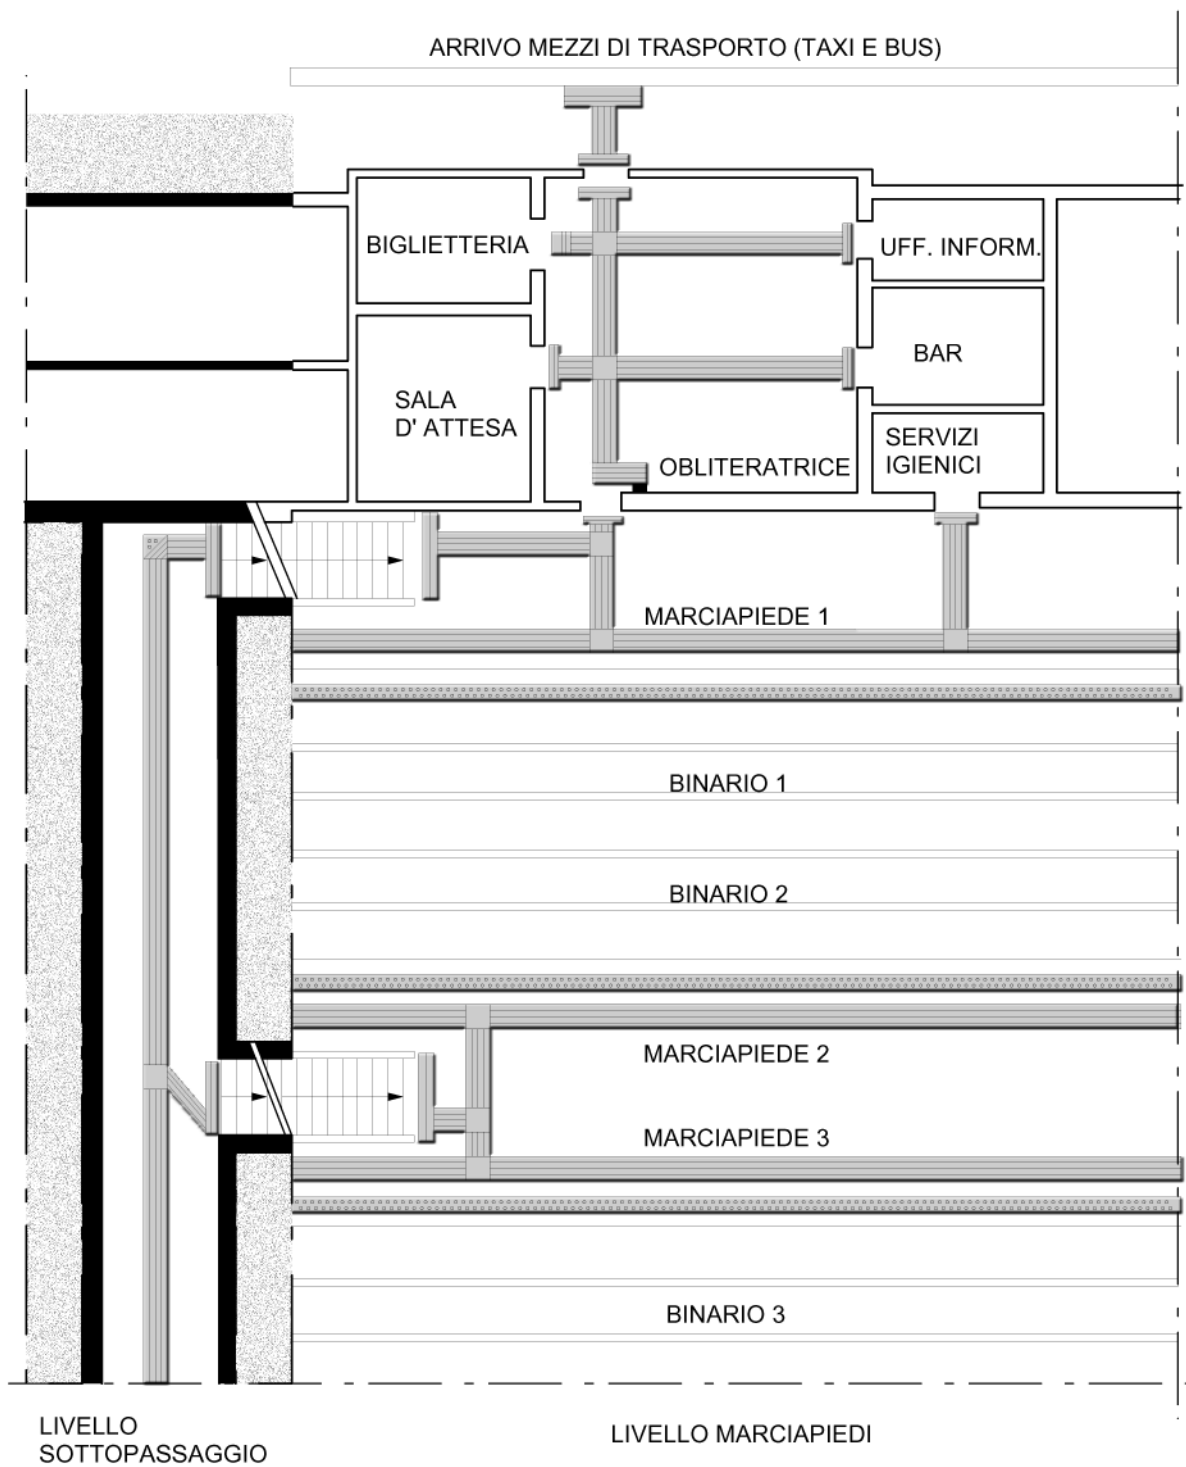 ARRIVO MEZZI DI TRASPORTO (TAXI E BUS)
BIGLIETTERIA
UFF. INFORM.
BAR
SALA
D' ATTESA
SERVIZI
IGIENICI
OBLITERATRICE
MARCIAPIEDE 1
BINARIO 1
BINARIO 2
MARCIAPIEDE 2
MARCIAPIEDE 3
BINARIO 3
LIVELLO
SOTTOPASSAGGIO
LIVELLO MARCIAPIEDI